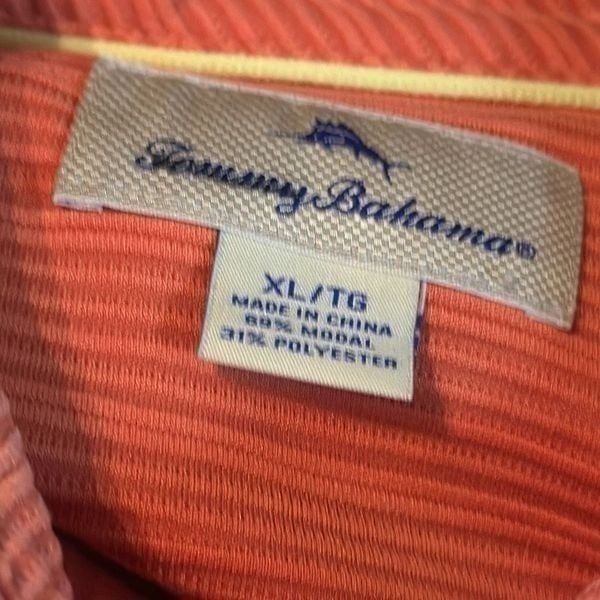 Tommy Bahama®
XL/TG
MADE IN CHINA
69% MODAL
31% POLYESTER